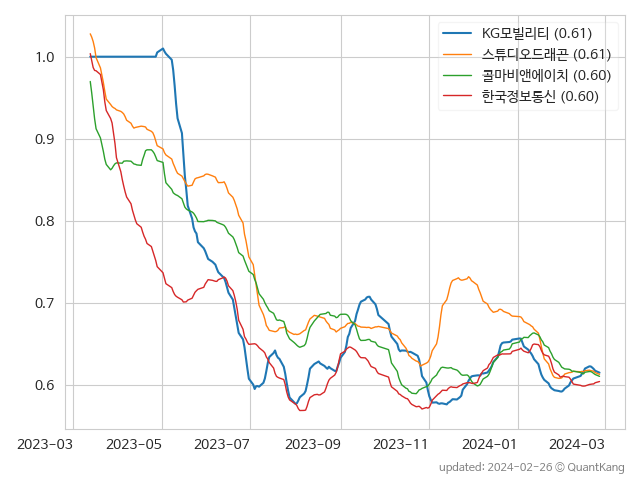 KG모빌리티 (0.61)
스튜디오드래곤 (0.61)
콜마비앤에이치 (0.60)
한국정보통신 (0.60)
1.0
0.9
0.8
0.7
0.6
2023-03 2023-05 2023-07 2023-09 2023-11 2024-01 2024-03
updated: 2024-02-26 © QuantKang